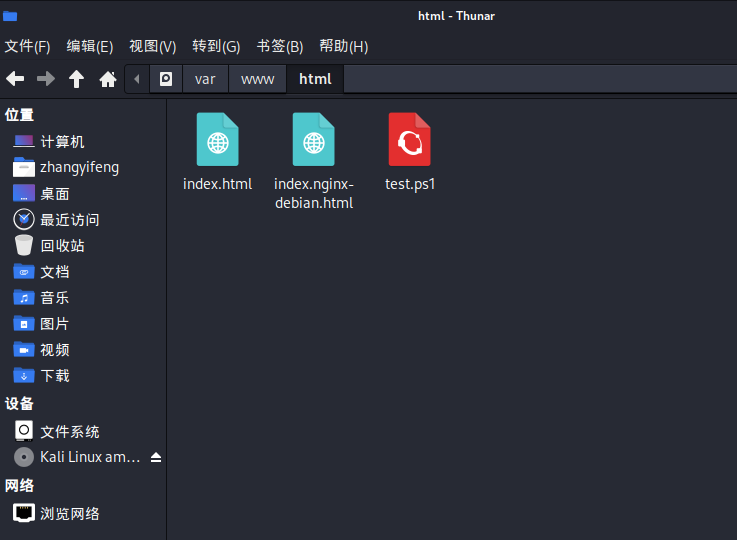 html - Thunar
文件(F) 编辑(E) 视图(V) 转到(G) 书签(B) 帮助(H)
var www html
位置
计算机
zhangyifeng
桌面
最近访问
回收站
文档
音乐
图片
视频
下载
设备
文件系统
Kali Linux am...
网络
浏览网络
index.html
index.nginx-
debian.html
test.ps1